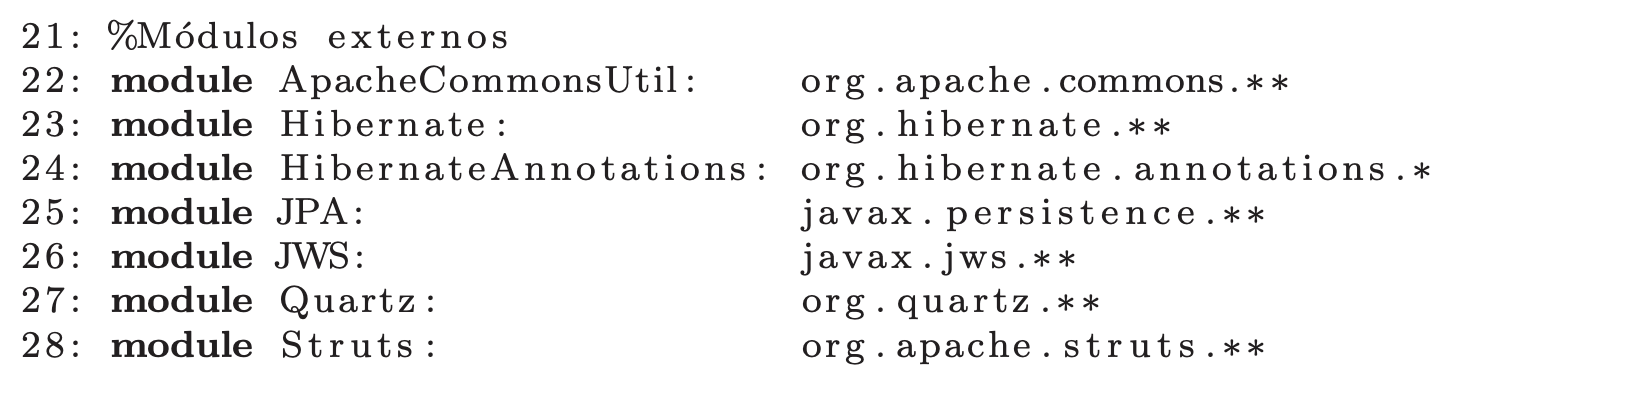 21: %Módulos externos
22: module ApacheCommonsUtil: org.apache.commons.**
23: module Hibernate: org.hibernate.**
24: module HibernateAnnotations: org.hibernate.annotations.*
25: module JPA: javax.persistence.**
26: module JWS: javax.jws.**
27: module Quartz: org.quartz.**
28: module Struts: org.apache.struts.**